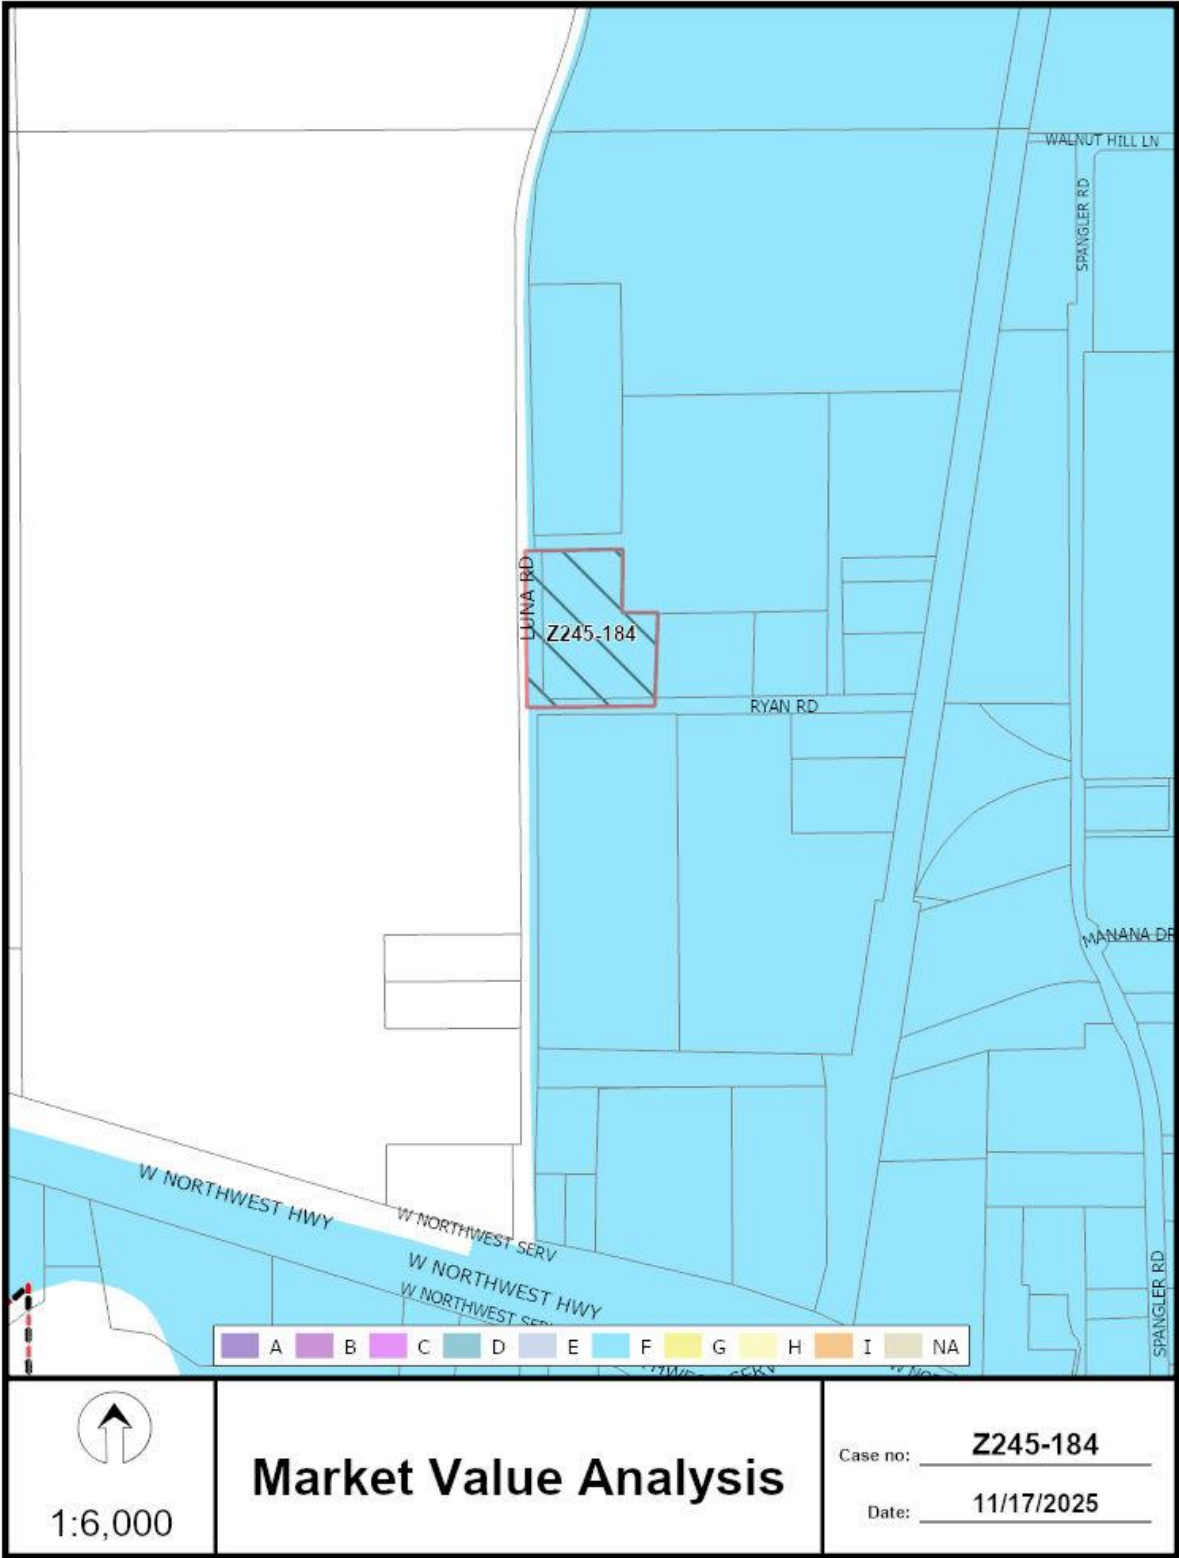 WALNUT HILL LN
SPANGLER RD
LUNA RD
Z245-184
RYAN RD
MANANA DR
W NORTHWEST HWY
W NORTHWEST SERV
W NORTHWEST HWY
W NORTHWEST SERV
SPANGLER RD
A B C D E F G H I NA
1:6,000
Market Value Analysis
Case no: Z245-184
Date: 11/17/2025